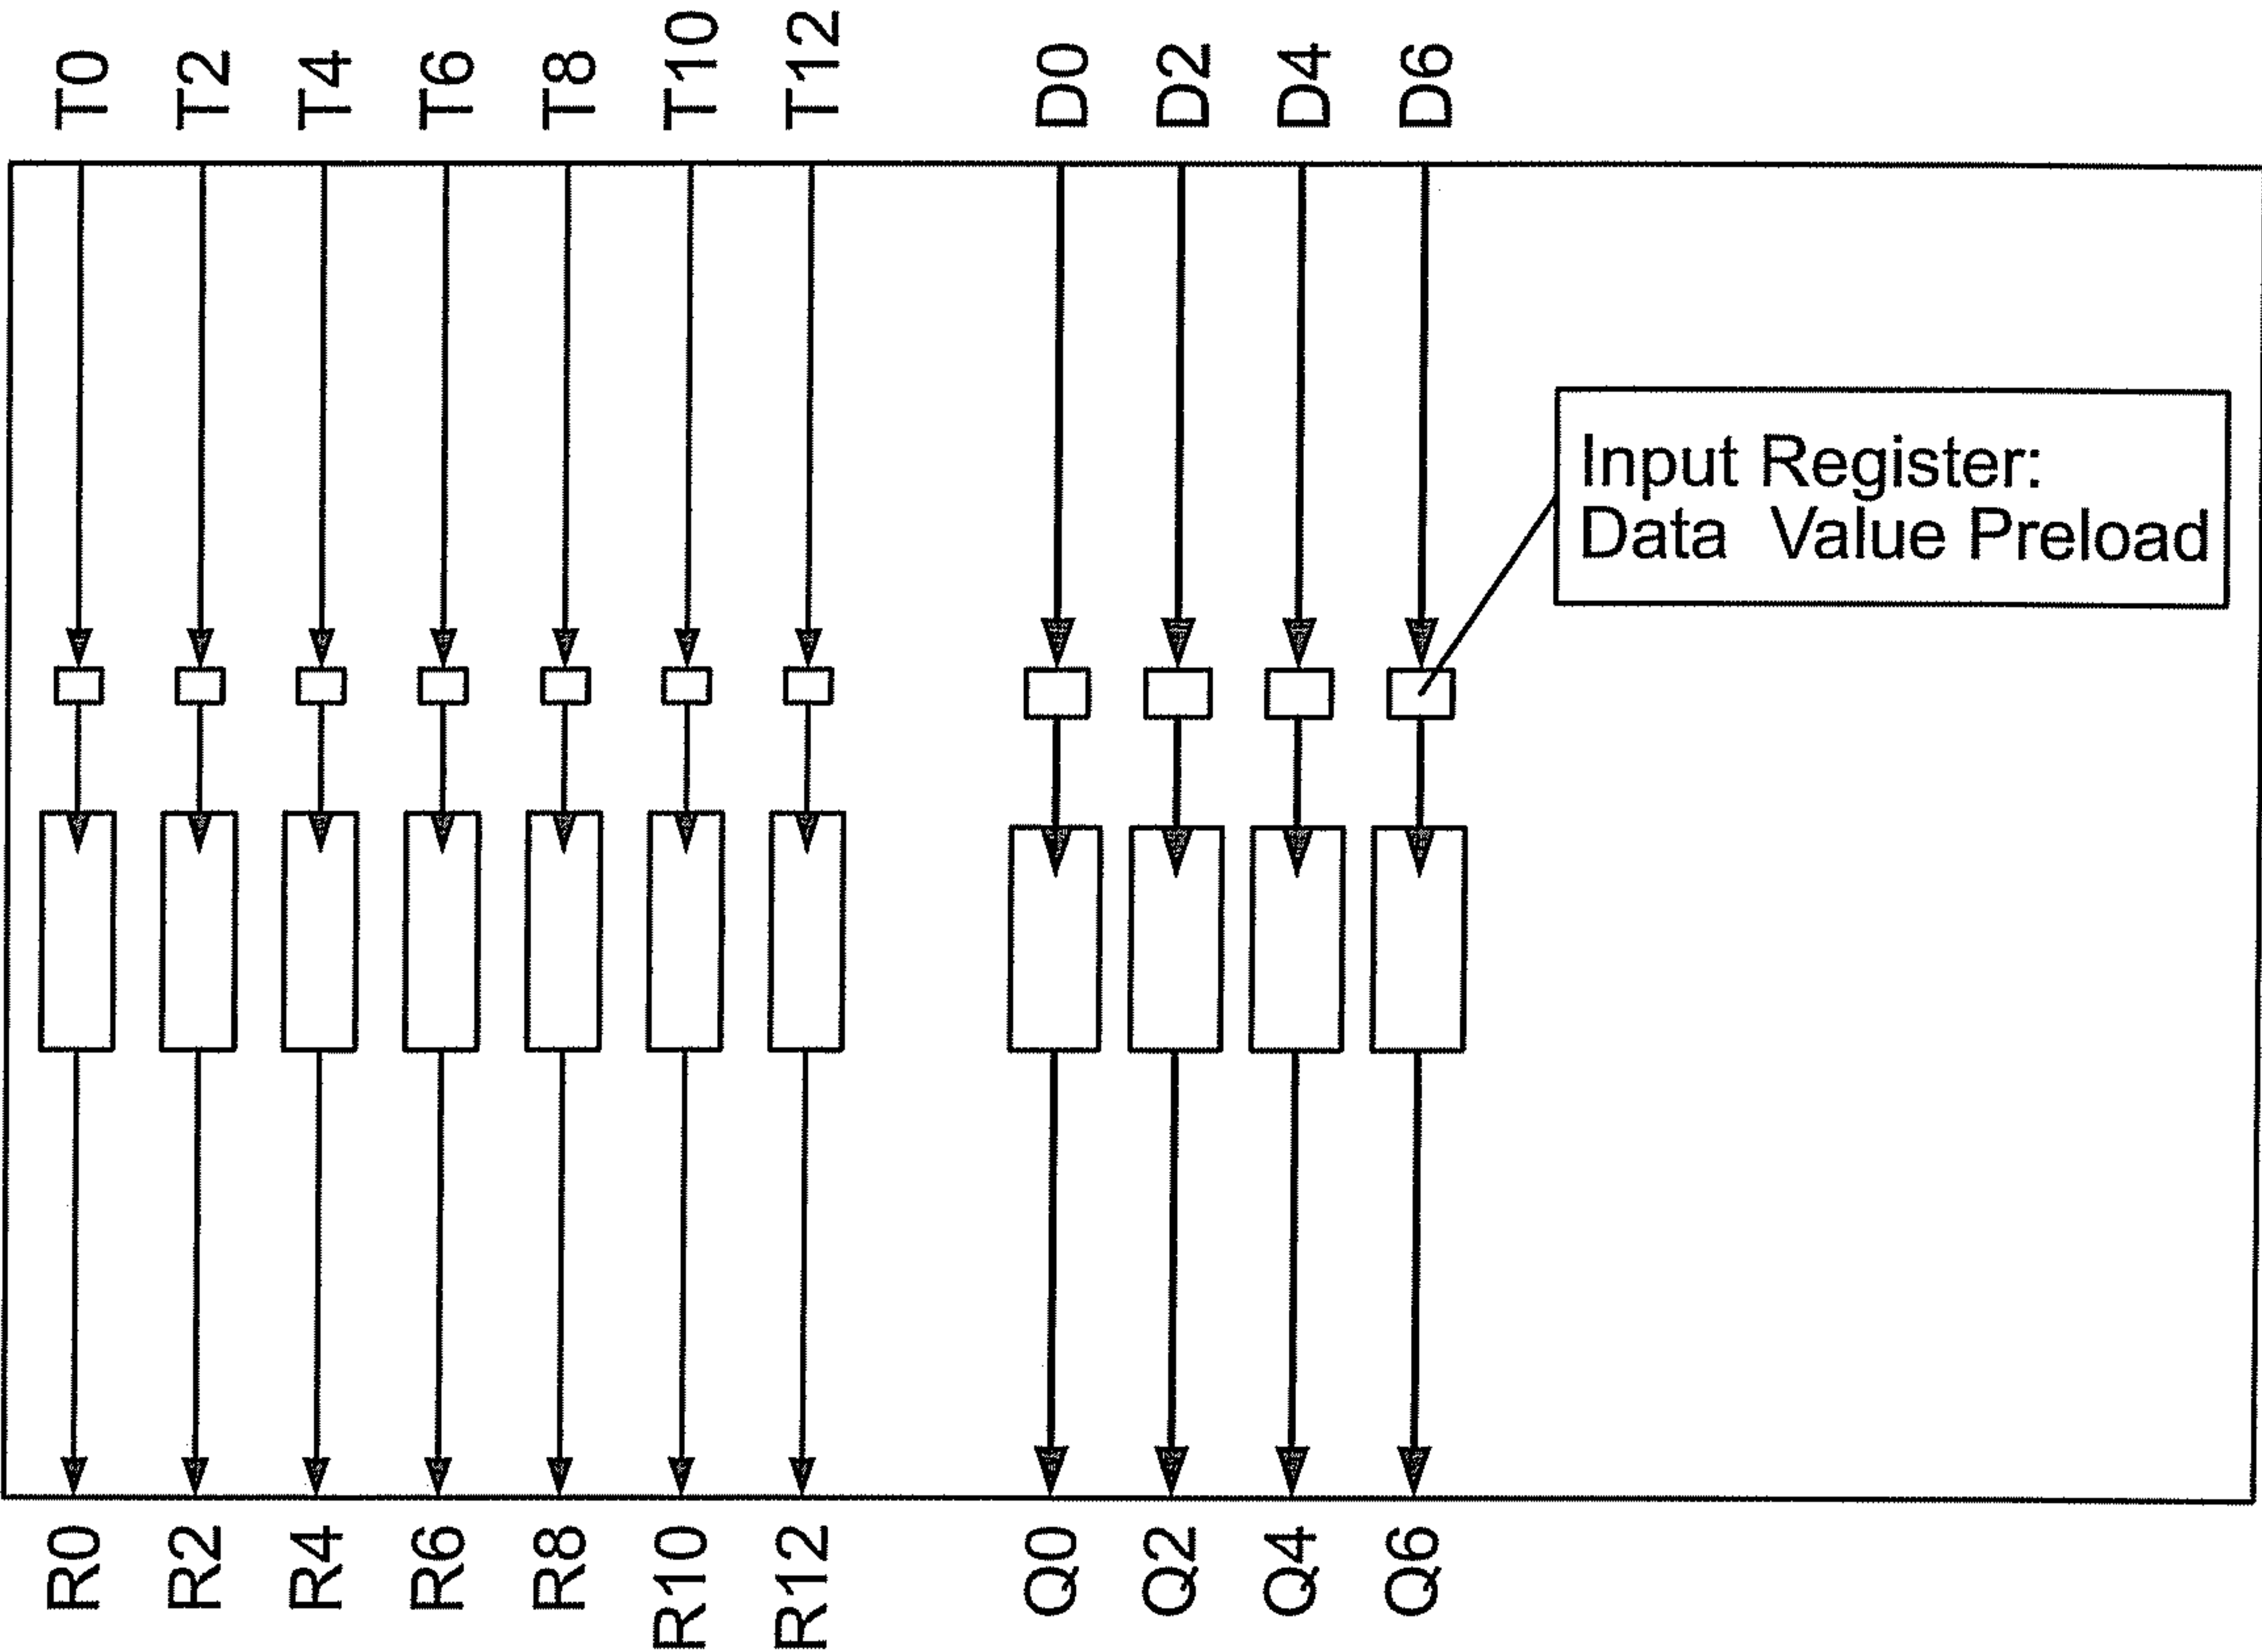 T0
T2
T4
T6
T8
T10
T12
D0
D2
D4
D6
Input Register:
Data Value Preload
R0
R2
R4
R6
R8
R10
R12
Q0
Q2
Q4
Q6